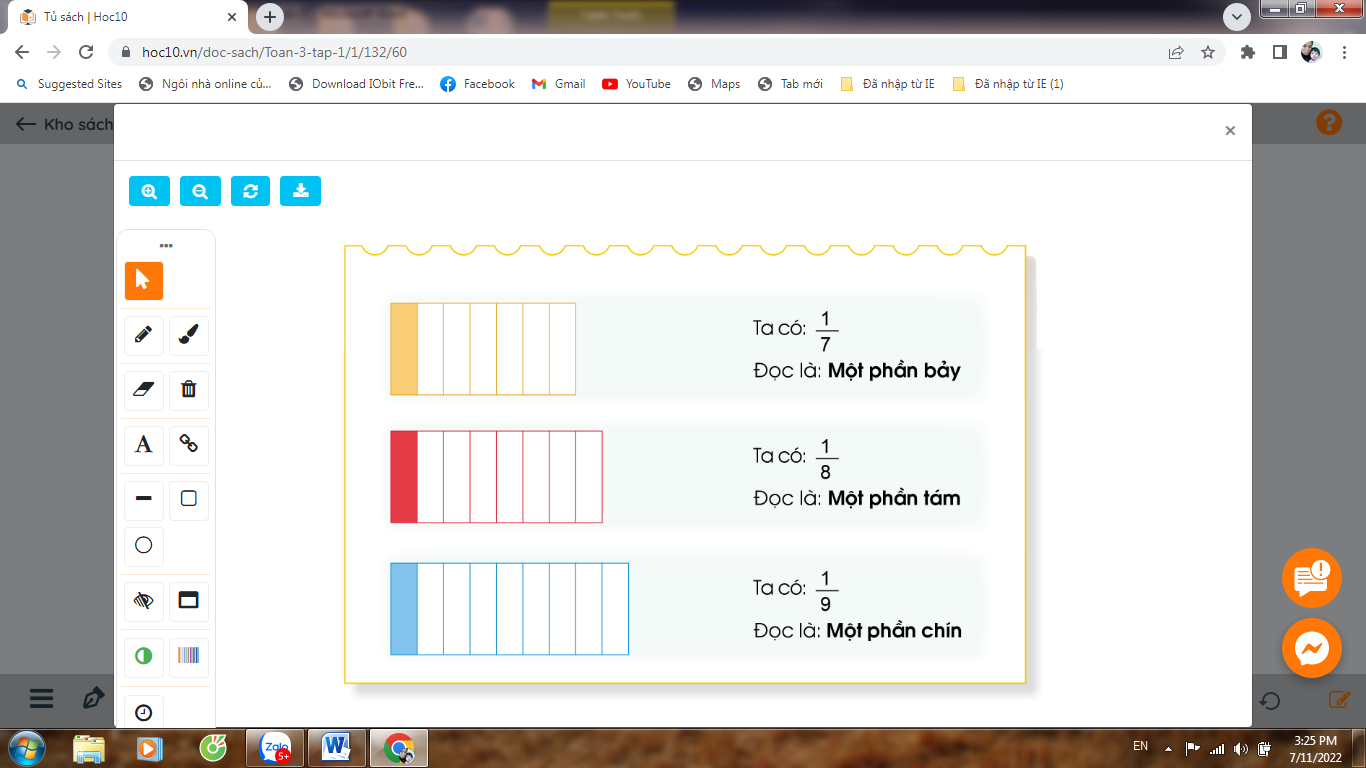 Tủ sách | Hoc10
hoc10.vn/doc-sach/Toan-3-tap-1/1/132/60
Suggested Sites
Ngôi nhà online củ...
Download IObit Fre...
Facebook
Gmail
YouTube
Maps
Tab mới
Đã nhập từ IE
Đã nhập từ IE (1)
Kho sách
Ta có: 1/7
Đọc là: Một phần bảy
Ta có: 1/8
Đọc là: Một phần tám
Ta có: 1/9
Đọc là: Một phần chín
A
Zalo
5+
EN
3:25 PM
7/11/2022